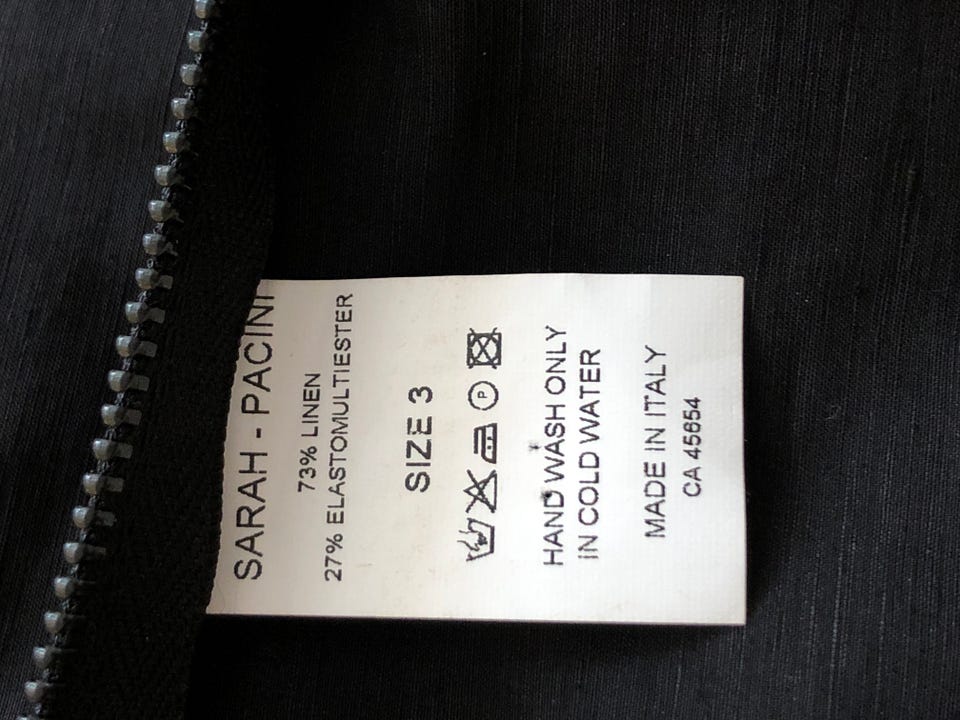 SARAH - PACINI
73% LINEN
27% ELASTOMULTIESTER
SIZE 3
P
HAND WASH ONLY
IN COLD WATER
MADE IN ITALY
CA 45654